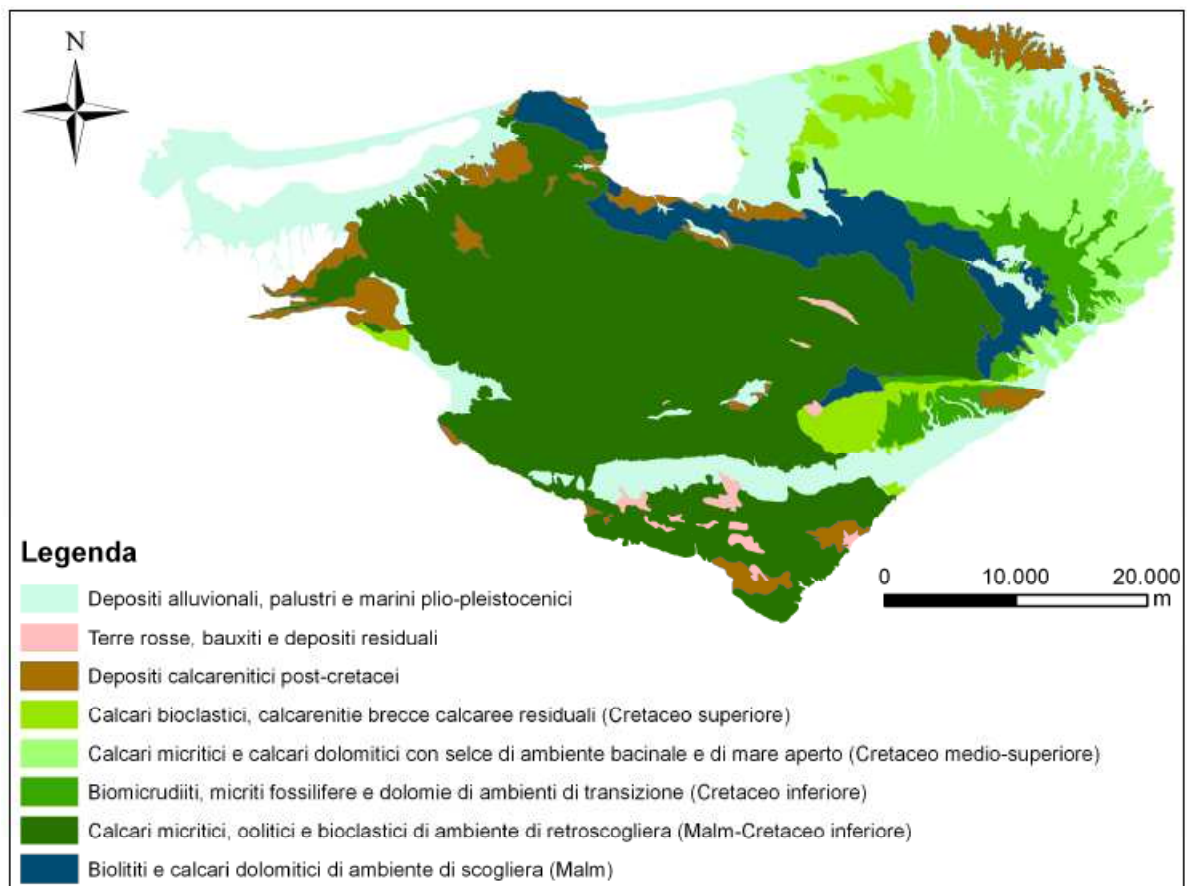 N
0 10.000 20.000
m
Legenda
Depositi alluvionali, palustri e marini plio-pleistocenici
Terre rosse, bauxiti e depositi residuali
Depositi calcarenitici post-cretacei
Calcari bioclastici, calcarenitie brecce calcaree residuali (Cretaceo superiore)
Calcari micritici e calcari dolomitici con selce di ambiente bacinale e di mare aperto (Cretaceo medio-superiore)
Biomicrudiiti, micriti fossilifere e dolomie di ambienti di transizione (Cretaceo inferiore)
Calcari micritici, oolitici e bioclastici di ambiente di retroscogliera (Malm-Cretaceo inferiore)
Biolititi e calcari dolomitici di ambiente di scogliera (Malm)